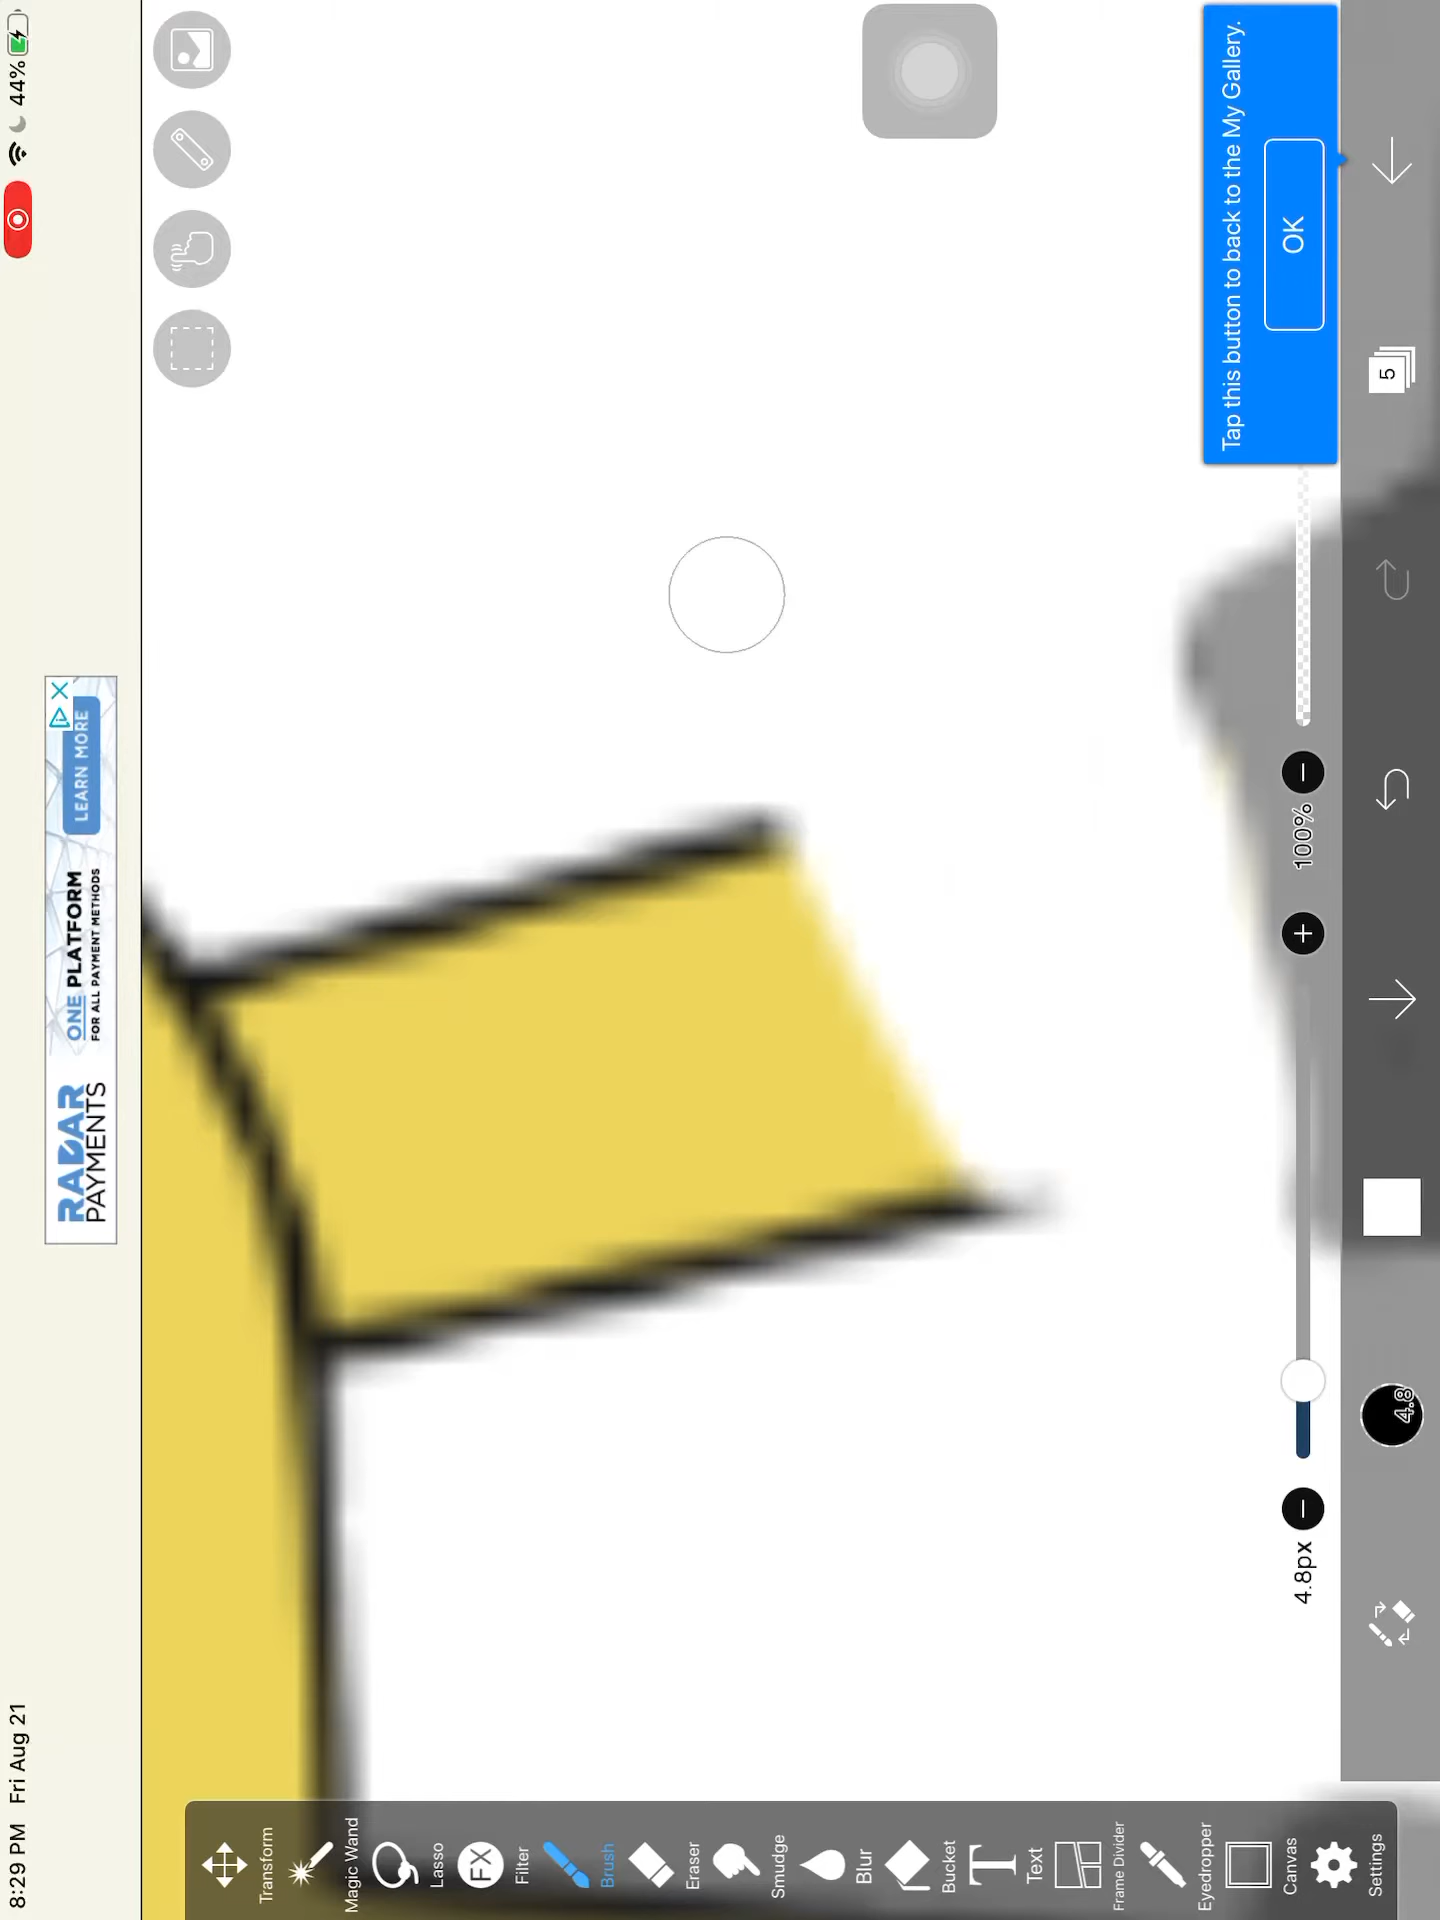 8:29 PM Fri Aug 21
44%
RADAR
PAYMENTS
ONE PLATFORM
FOR ALL PAYMENT METHODS
LEARN MORE
Transform
Magic Wand
Lasso
FX
Filter
Brush
Eraser
Smudge
Blur
Bucket
T
Text
Frame Divider
Eyedropper
Canvas
Settings
4.8px
100%
Tap this button to back to the My Gallery.
OK
4.8
5